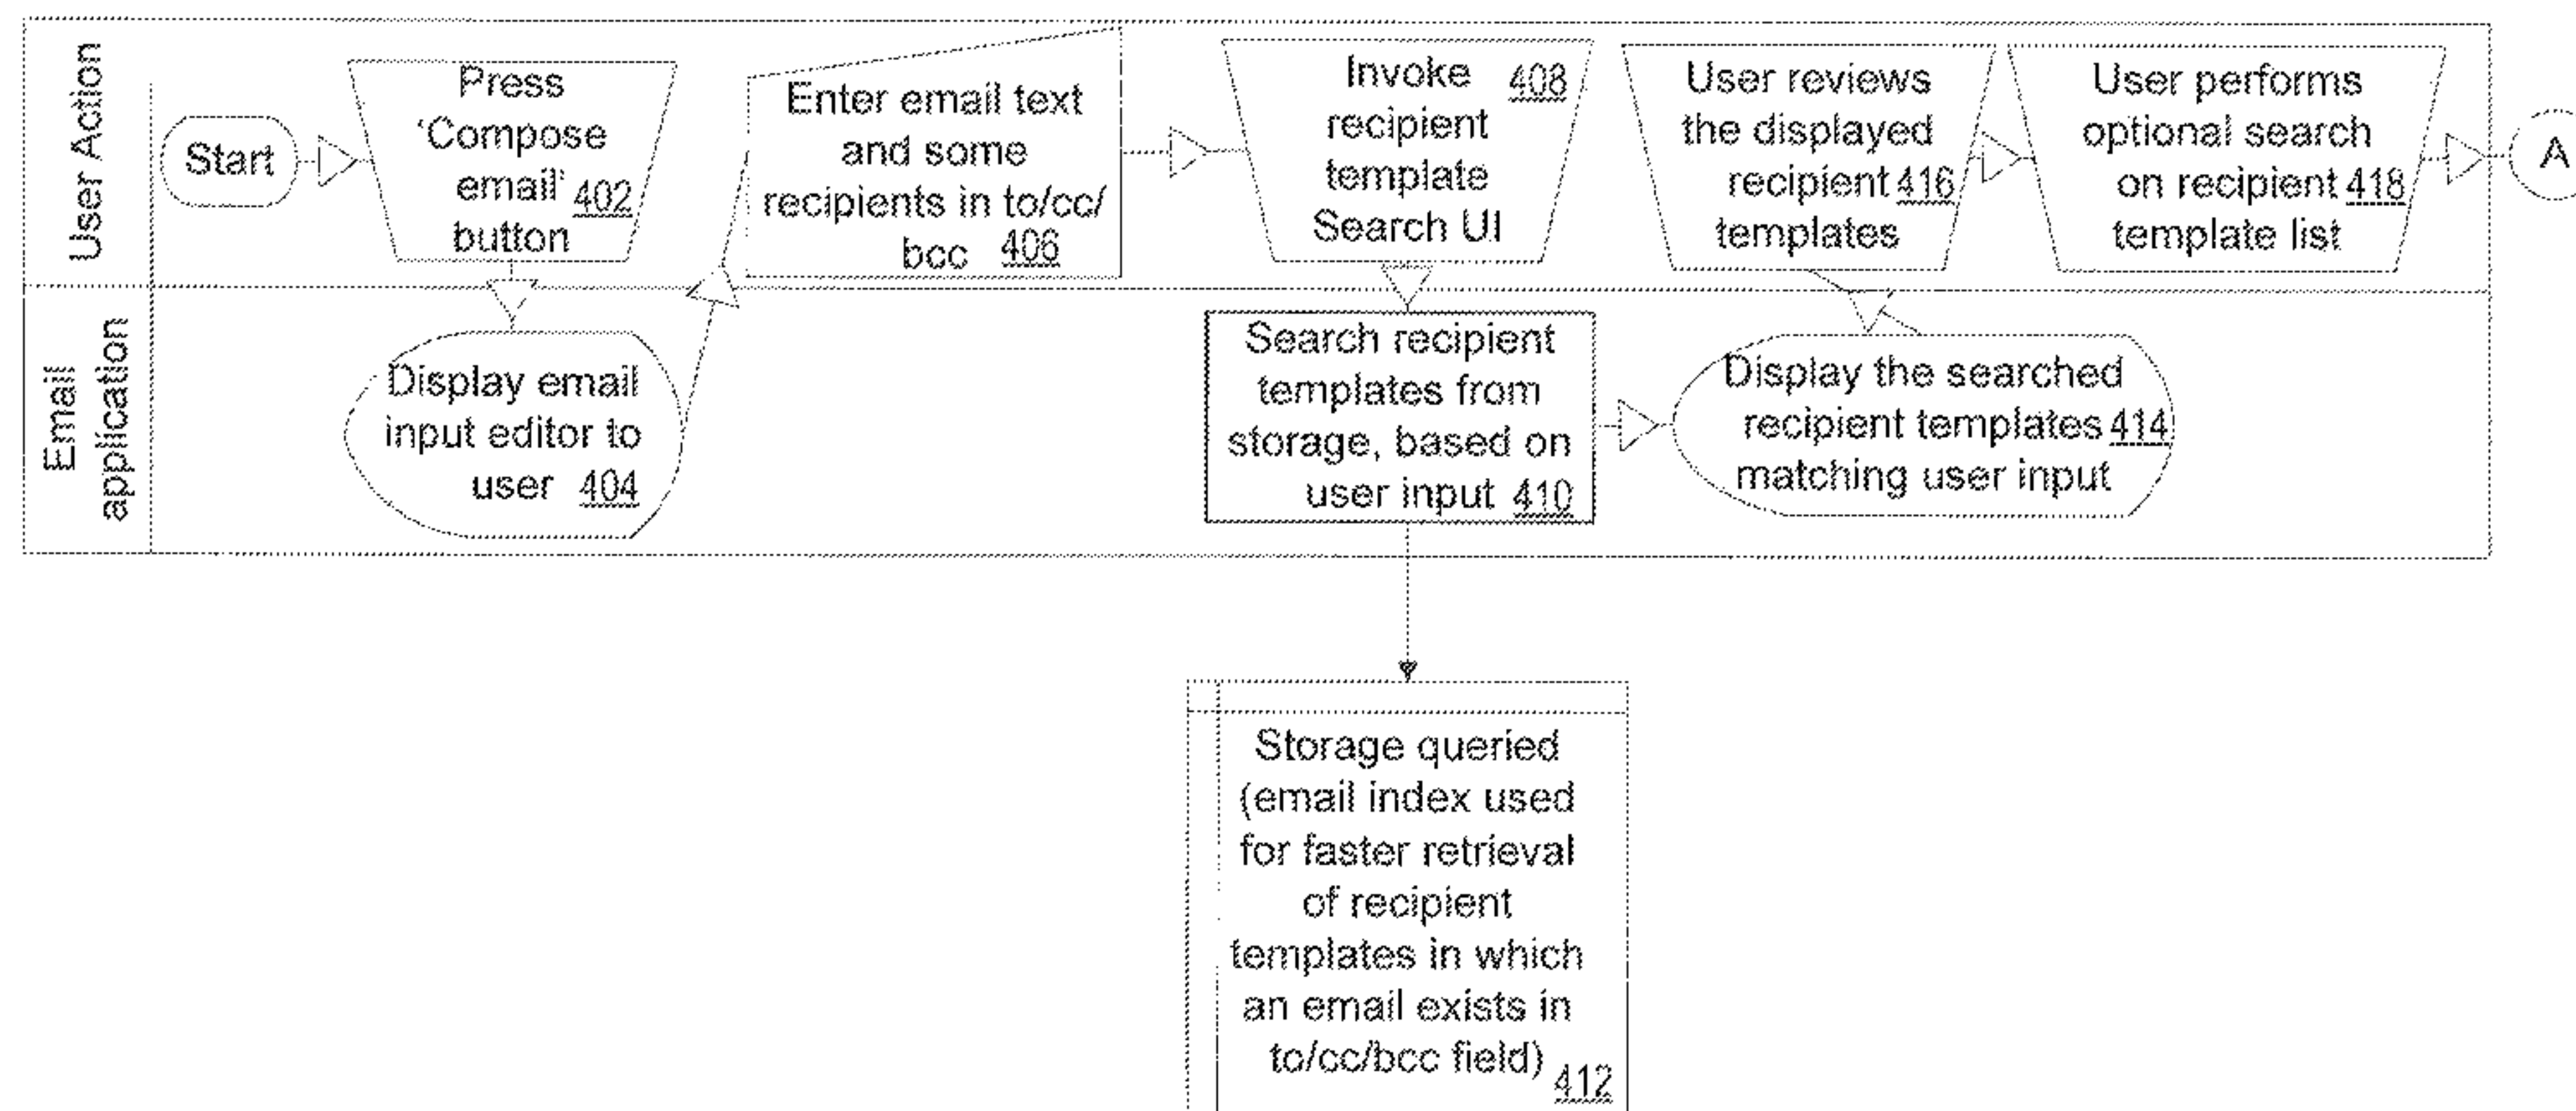 User Action
Start
Press
'Compose
email'
402
button
Enter email text
and some
recipients in to/cc/
bcc 406
Invoke 408
recipient
template
Search UI
User reviews
the displayed
recipient 416
templates
User performs
optional search
on recipient 418
template list
A
Email
application
Display email
input editor to
user 404
Search recipient
templates from
storage, based on
user input 410
Display the searched
recipient templates 414
matching user input
Storage queried
(email index used
for faster retrieval
of recipient
templates in which
an email exists in
to/cc/bcc field)
412